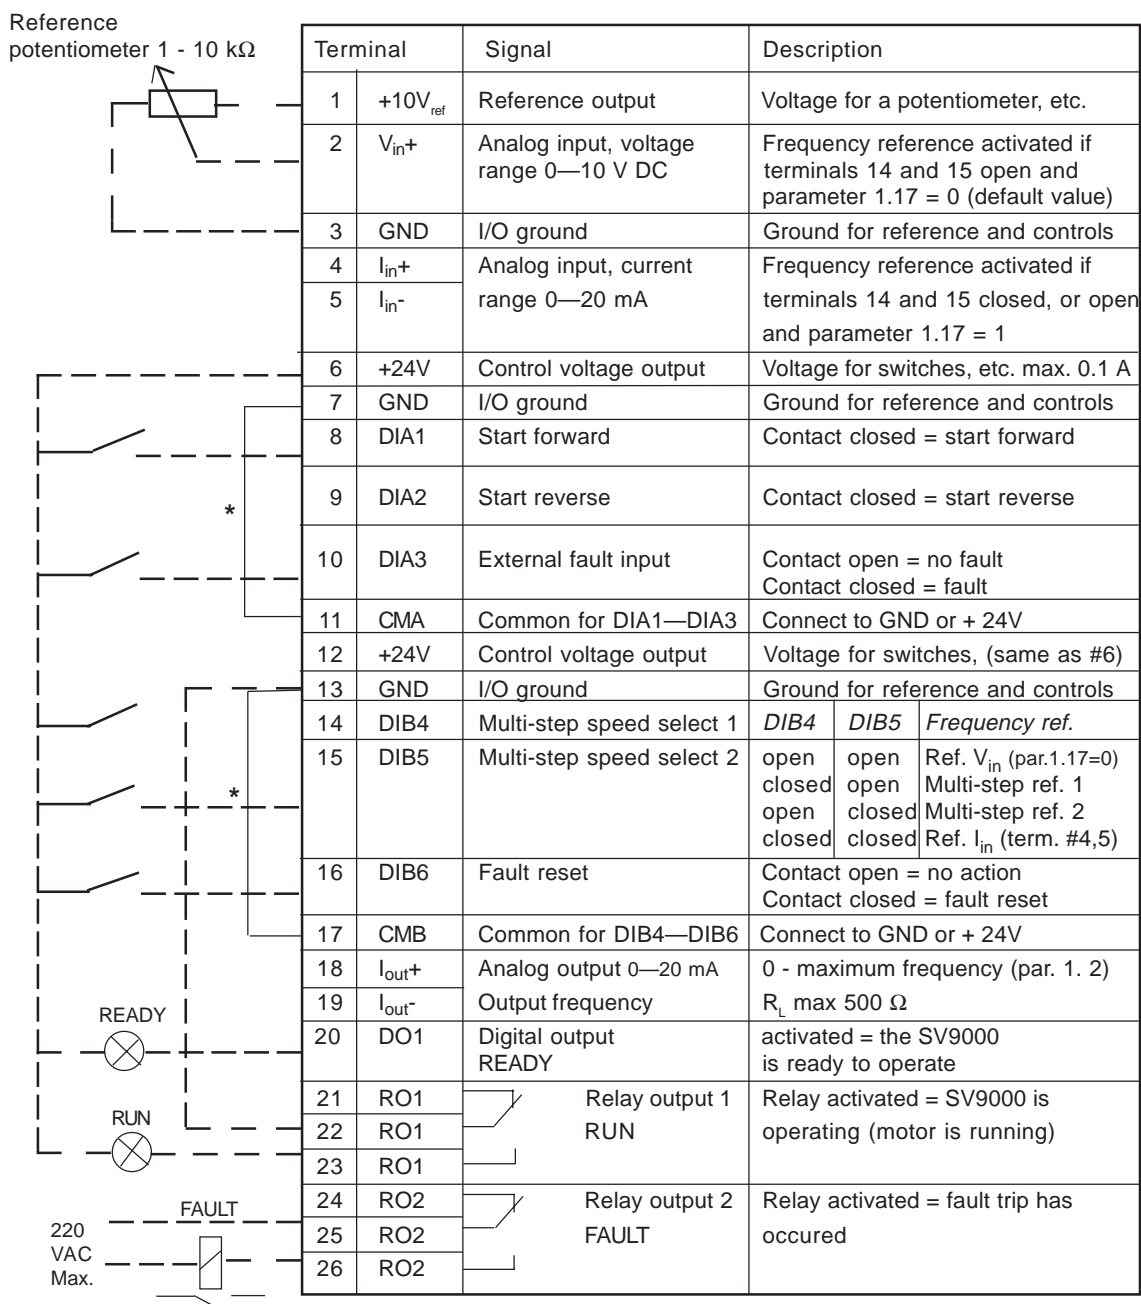 Reference
potentiometer 1 - 10 kΩ
Terminal Signal Description
1 +10Vref Reference output Voltage for a potentiometer, etc.
2 Vin+ Analog input, voltage Frequency reference activated if
range 0—10 V DC terminals 14 and 15 open and
parameter 1.17 = 0 (default value)
3 GND I/O ground Ground for reference and controls
4 Iin+ Analog input, current Frequency reference activated if
5 Iin- range 0—20 mA terminals 14 and 15 closed, or open
and parameter 1.17 = 1
6 +24V Control voltage output Voltage for switches, etc. max. 0.1 A
7 GND I/O ground Ground for reference and controls
8 DIA1 Start forward Contact closed = start forward
9 DIA2 Start reverse Contact closed = start reverse
*
10 DIA3 External fault input Contact open = no fault
Contact closed = fault
11 CMA Common for DIA1—DIA3 Connect to GND or + 24V
12 +24V Control voltage output Voltage for switches, (same as #6)
13 GND I/O ground Ground for reference and controls
14 DIB4 Multi-step speed select 1 DIB4 DIB5 Frequency ref.
15 DIB5 Multi-step speed select 2 open open Ref. Vin (par.1.17=0)
closed open Multi-step ref. 1
* open closed Multi-step ref. 2
closed closed Ref. Iin (term. #4,5)
16 DIB6 Fault reset Contact open = no action
Contact closed = fault reset
17 CMB Common for DIB4—DIB6 Connect to GND or + 24V
18 Iout+ Analog output 0—20 mA 0 - maximum frequency (par. 1. 2)
19 Iout- Output frequency RL max 500 Ω
READY
20 DO1 Digital output activated = the SV9000
READY is ready to operate
21 RO1 Relay output 1 Relay activated = SV9000 is
RUN
22 RO1 RUN operating (motor is running)
23 RO1
24 RO2 Relay output 2 Relay activated = fault trip has
FAULT
25 RO2 FAULT occured
26 RO2
220
VAC
Max.